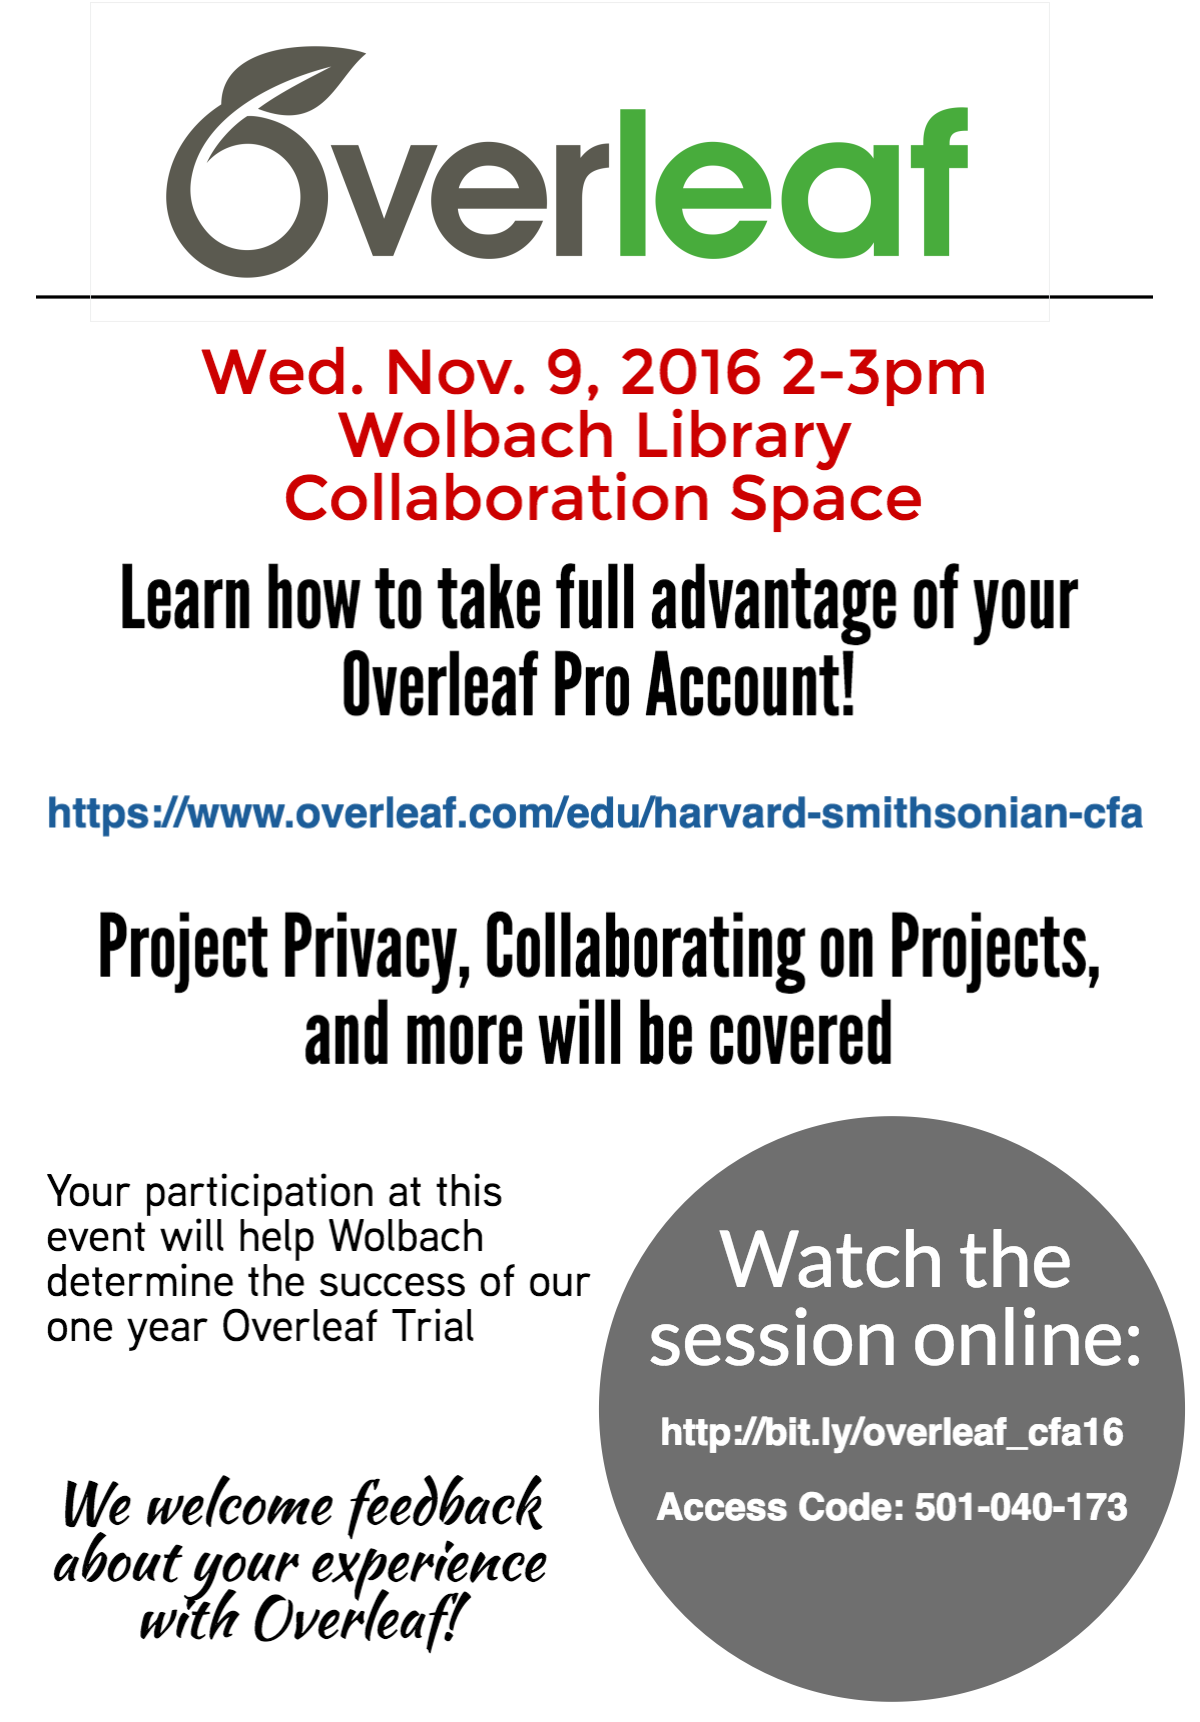 Overleaf
Wed. Nov. 9, 2016 2-3pm
Wolbach Library
Collaboration Space
Learn how to take full advantage of your
Overleaf Pro Account!
https://www.overleaf.com/edu/harvard-smithsonian-cfa
Project Privacy, Collaborating on Projects,
and more will be covered
Your participation at this
event will help Wolbach
determine the success of our
one year Overleaf Trial
We welcome feedback
about your experience
with Overleaf!
Watch the
session online:
http://bit.ly/overleaf_cfa16
Access Code: 501-040-173